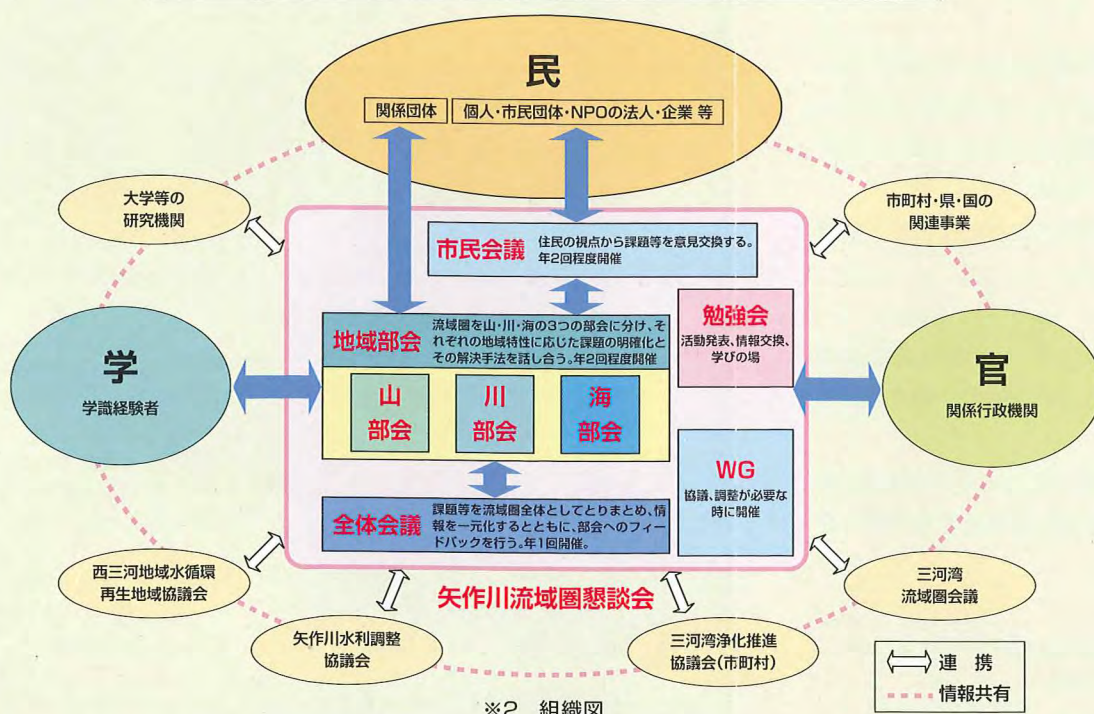 民
関係団体
個人・市民団体・NPOの法人・企業 等
大学等の
研究機関
市町村・県・国の
関連事業
市民会議
住民の視点から課題等を意見交換する。
年2回程度開催
地域部会
流域圏を山・川・海の3つの部会に分け、そ
れぞれの地域特性に応じた課題の明確化と
その解決手法を話し合う。年2回程度開催
勉強会
活動発表、情報交換、
学びの場
学
学識経験者
官
関係行政機関
山
部会
川
部会
海
部会
WG
協議、調整が必要な
時に開催
全体会議
課題等を流域圏全体としてとりまとめ、情
報を一元化するとともに、部会へのフィー
ドバックを行う。年1回開催。
西三河地域水循環
再生地域協議会
矢作川流域圏懇談会
三河湾
流域圏会議
矢作川水利調整
協議会
三河湾浄化推進
協議会(市町村)
連 携
情報共有
※2 組織図